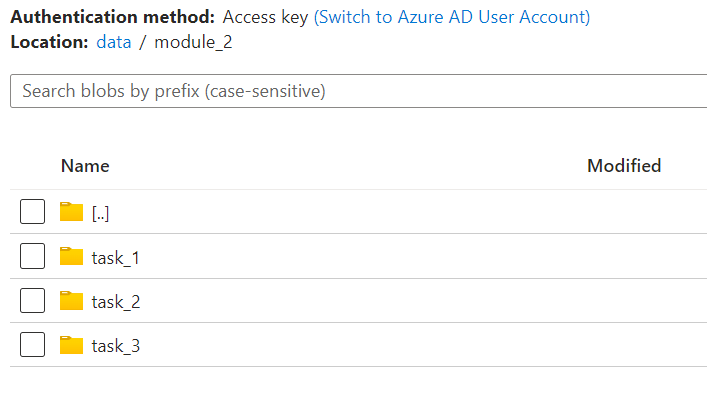 Authentication method: Access key (Switch to Azure AD User Account)
Location: data / module_2
Search blobs by prefix (case-sensitive)
Name Modified
[..]
task_1
task_2
task_3